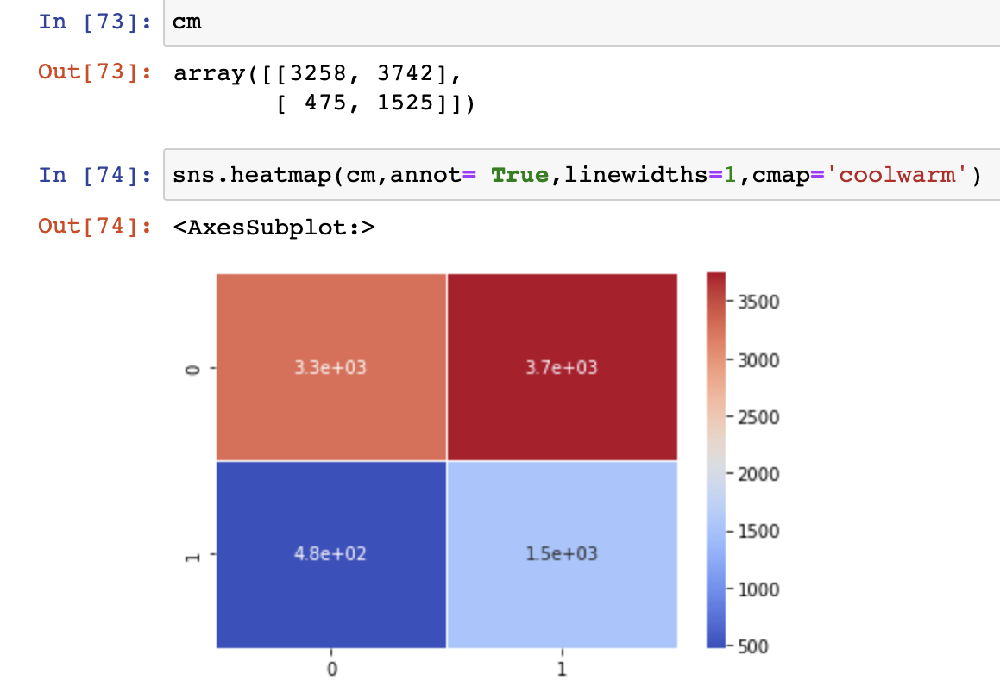 In [73]: cm
Out[73]: array([[3258, 3742],
[ 475, 1525]])
In [74]: sns.heatmap(cm,annot= True,linewidths=1,cmap='coolwarm')
Out[74]: <AxesSubplot:>
3500
0 3.3e+03 3.7e+03
3000
2500
2000
1500
1 4.8e+02 1.5e+03
1000
500
0 1